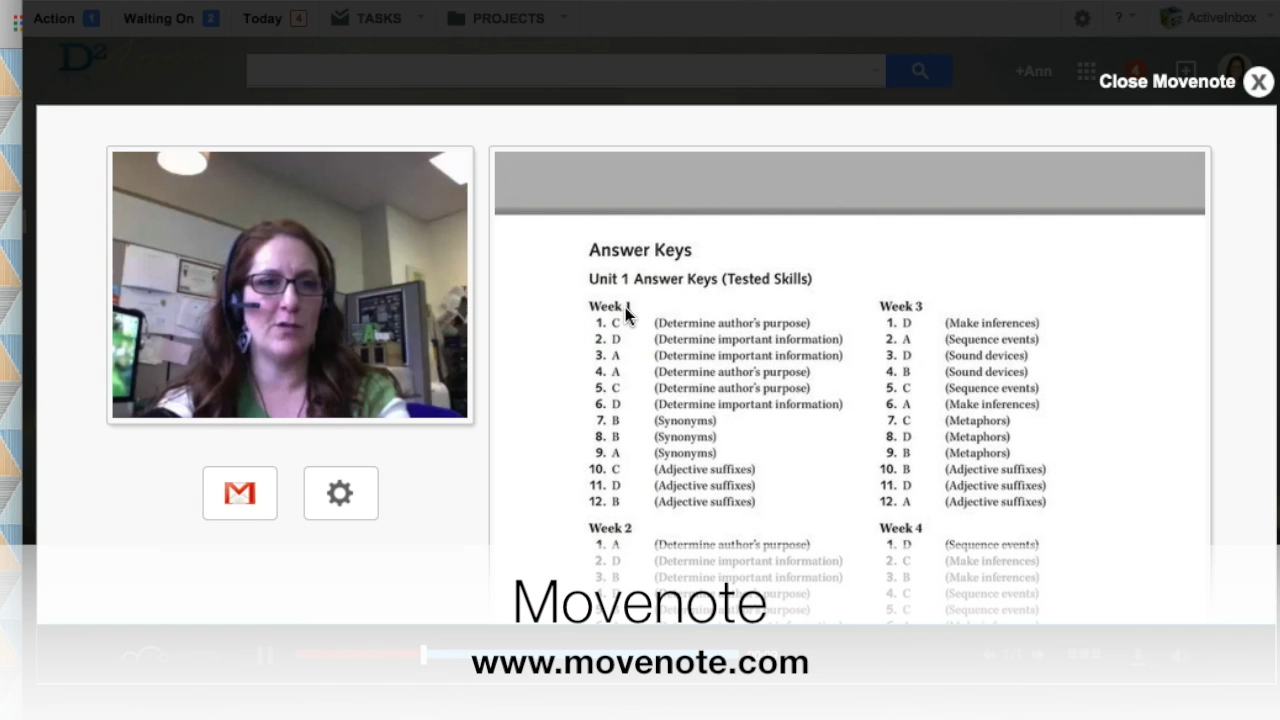 Action 1 Waiting On 2 Today 4 TASKS PROJECTS ? ActiveInbox
D²
+Ann
Close Movenote X
Answer Keys
Unit 1 Answer Keys (Tested Skills)
Week 1
1. C (Determine author's purpose)
2. D (Determine important information)
3. A (Determine important information)
4. A (Determine author's purpose)
5. C (Determine author's purpose)
6. D (Determine important information)
7. B (Synonyms)
8. B (Synonyms)
9. A (Synonyms)
10. C (Adjective suffixes)
11. D (Adjective suffixes)
12. B (Adjective suffixes)
Week 2
1. A (Determine author's purpose)
2. D (Determine important information)
3. B (Determine important information)
Week 3
1. D (Make inferences)
2. A (Sequence events)
3. D (Sound devices)
4. B (Sound devices)
5. C (Sequence events)
6. A (Make inferences)
7. C (Metaphors)
8. D (Metaphors)
9. B (Metaphors)
10. B (Adjective suffixes)
11. D (Adjective suffixes)
12. A (Adjective suffixes)
Week 4
1. D (Sequence events)
2. C (Make inferences)
3. B (Make inferences)
4. C (Sequence events)
5. C (Sequence events)
Movenote
www.movenote.com